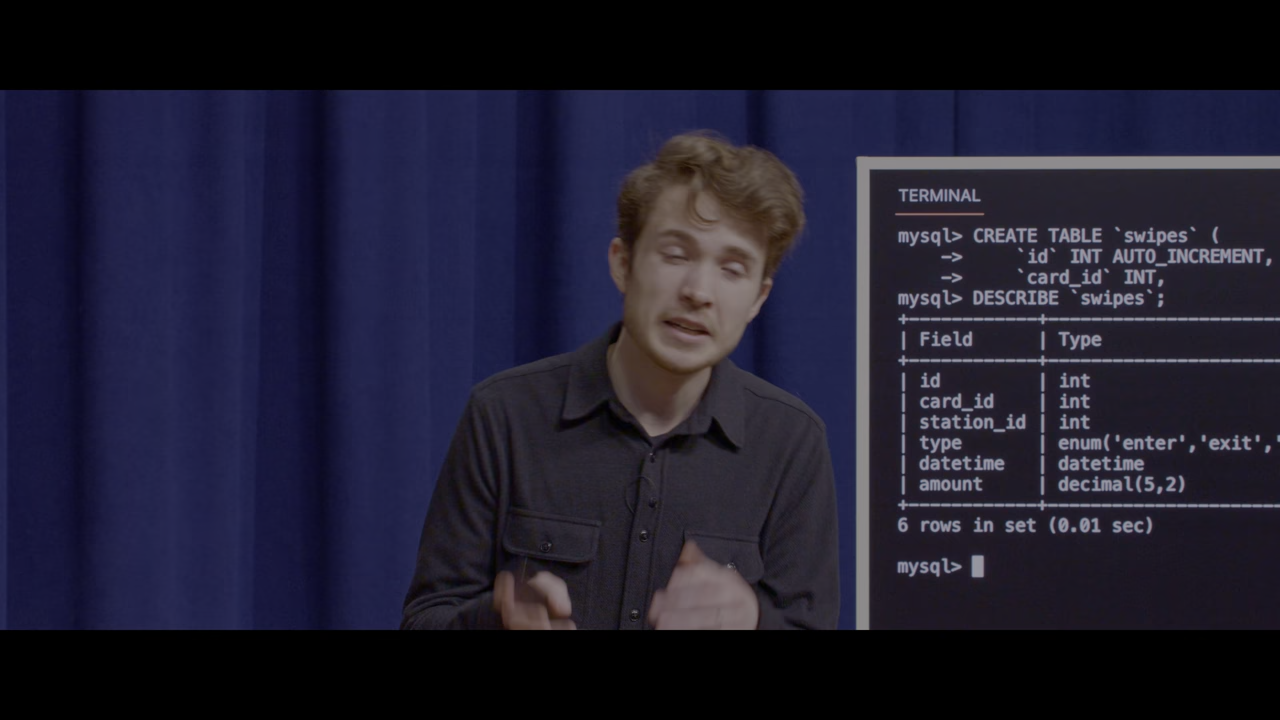 TERMINAL
mysql> CREATE TABLE `swipes` (
    ->     `id` INT AUTO_INCREMENT,
    ->     `card_id` INT,
mysql> DESCRIBE `swipes`;
+------------+----------------------
| Field      | Type
+------------+----------------------
| id         | int
| card_id    | int
| station_id | int
| type       | enum('enter','exit','
| datetime   | datetime
| amount     | decimal(5,2)
+------------+----------------------
6 rows in set (0.01 sec)
mysql>